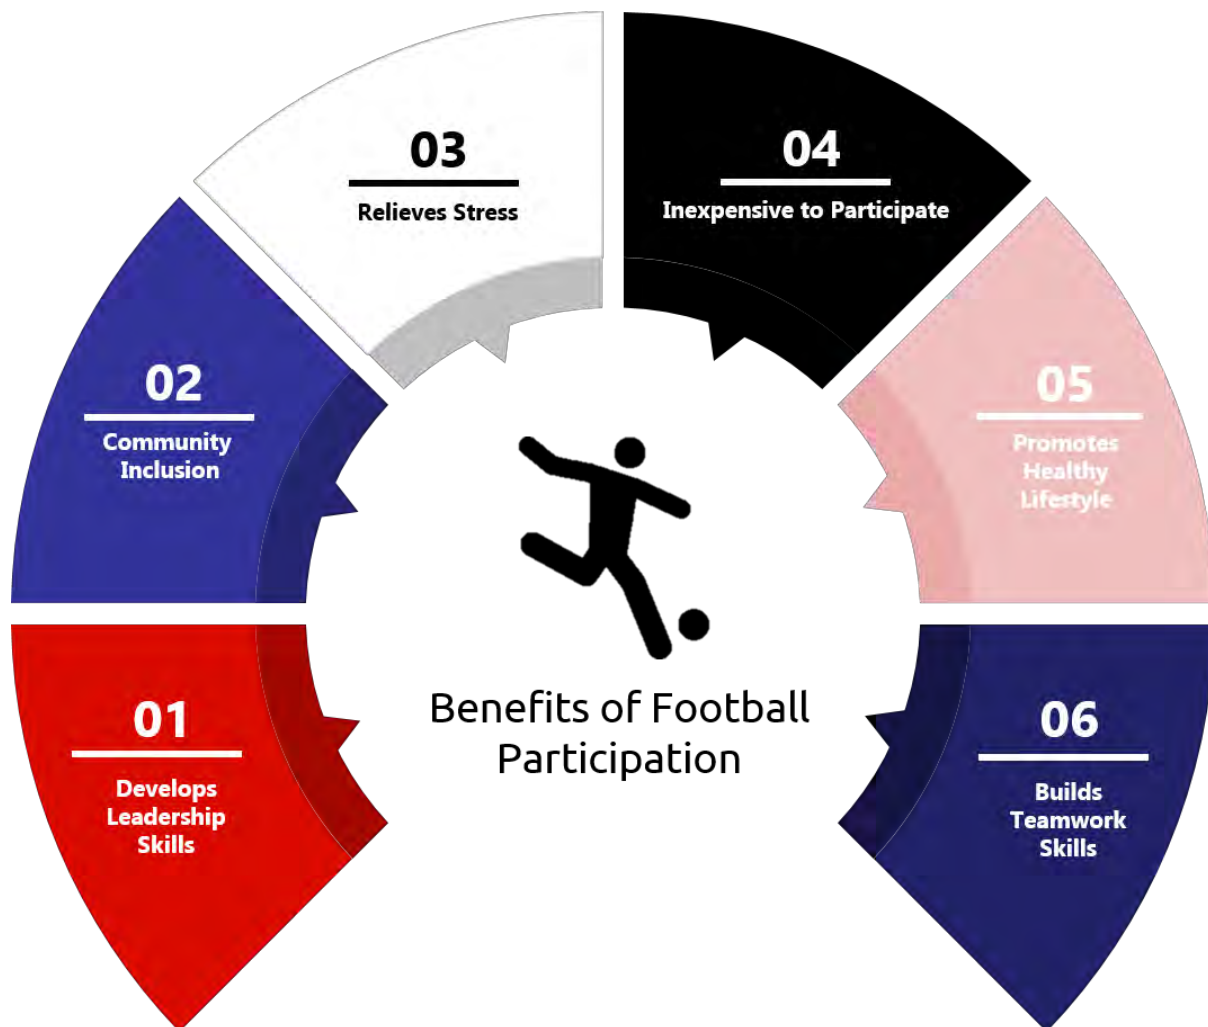 03
Relieves Stress
04
Inexpensive to Participate
02
Community
Inclusion
05
Promotes
Healthy
Lifestyle
01
Develops
Leadership
Skills
Benefits of Football
Participation
06
Builds
Teamwork
Skills